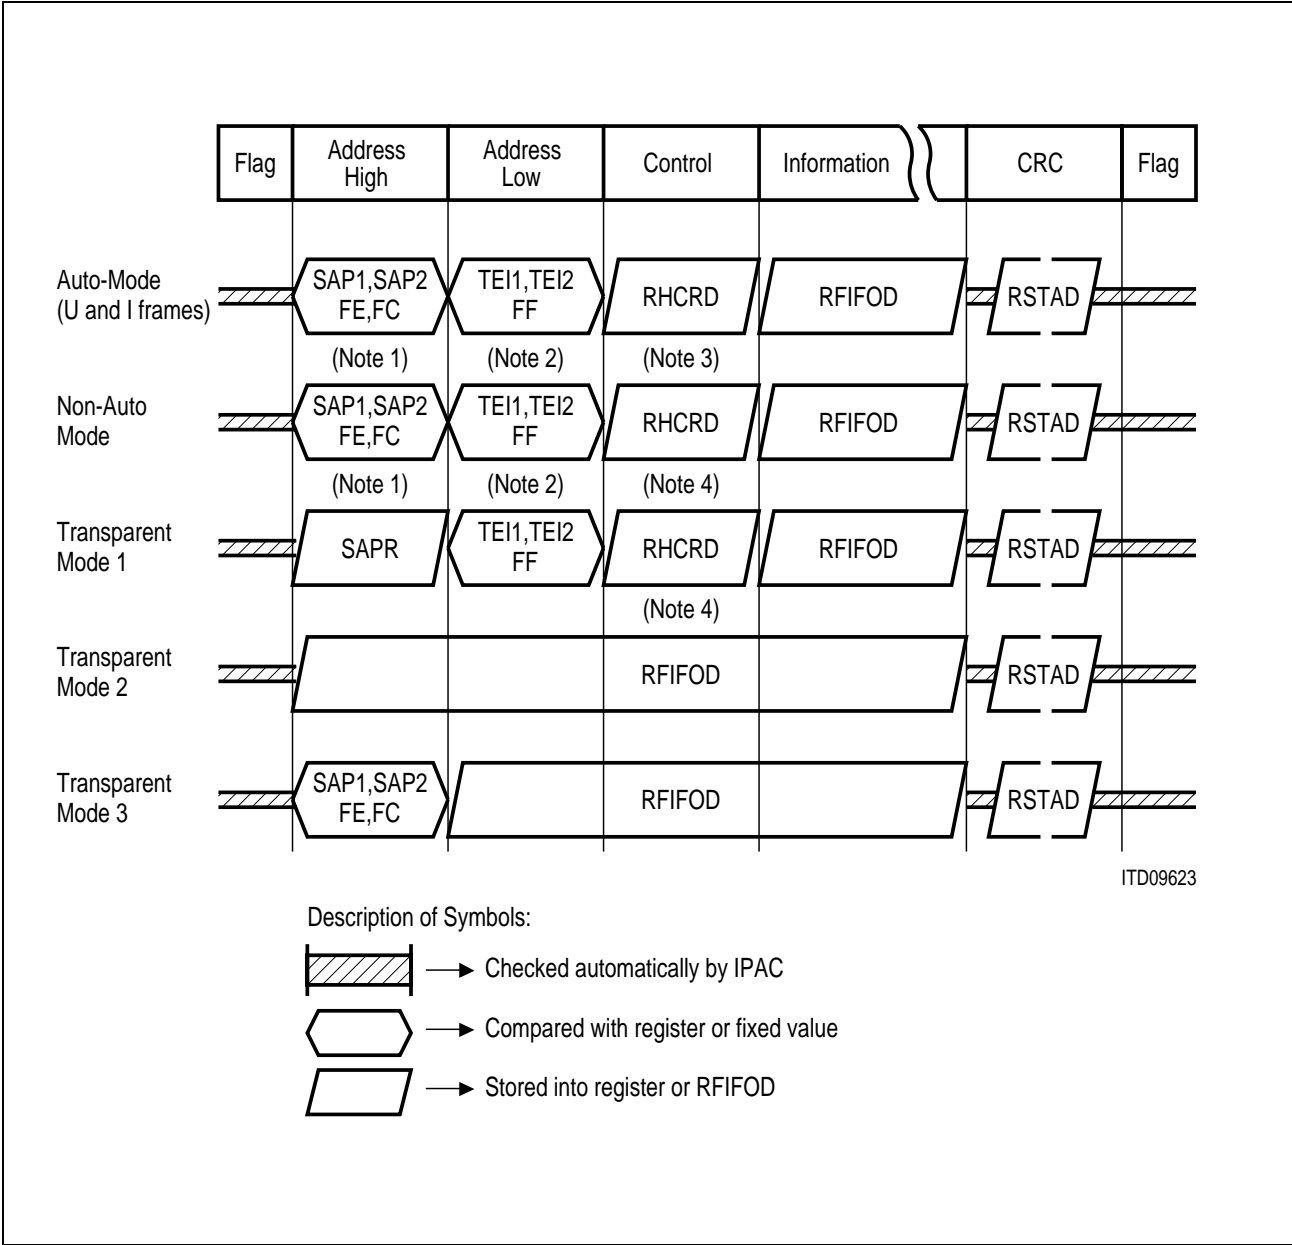 Flag Address High Address Low Control Information CRC Flag
Auto-Mode (U and I frames) SAP1,SAP2 FE,FC TEI1,TEI2 FF RHCRD RFIFOD RSTAD
(Note 1) (Note 2) (Note 3)
Non-Auto Mode SAP1,SAP2 FE,FC TEI1,TEI2 FF RHCRD RFIFOD RSTAD
(Note 1) (Note 2) (Note 4)
Transparent Mode 1 SAPR TEI1,TEI2 FF RHCRD RFIFOD RSTAD
(Note 4)
Transparent Mode 2 RFIFOD RSTAD
Transparent Mode 3 SAP1,SAP2 FE,FC RFIFOD RSTAD
ITD09623
Description of Symbols:
Checked automatically by IPAC
Compared with register or fixed value
Stored into register or RFIFOD